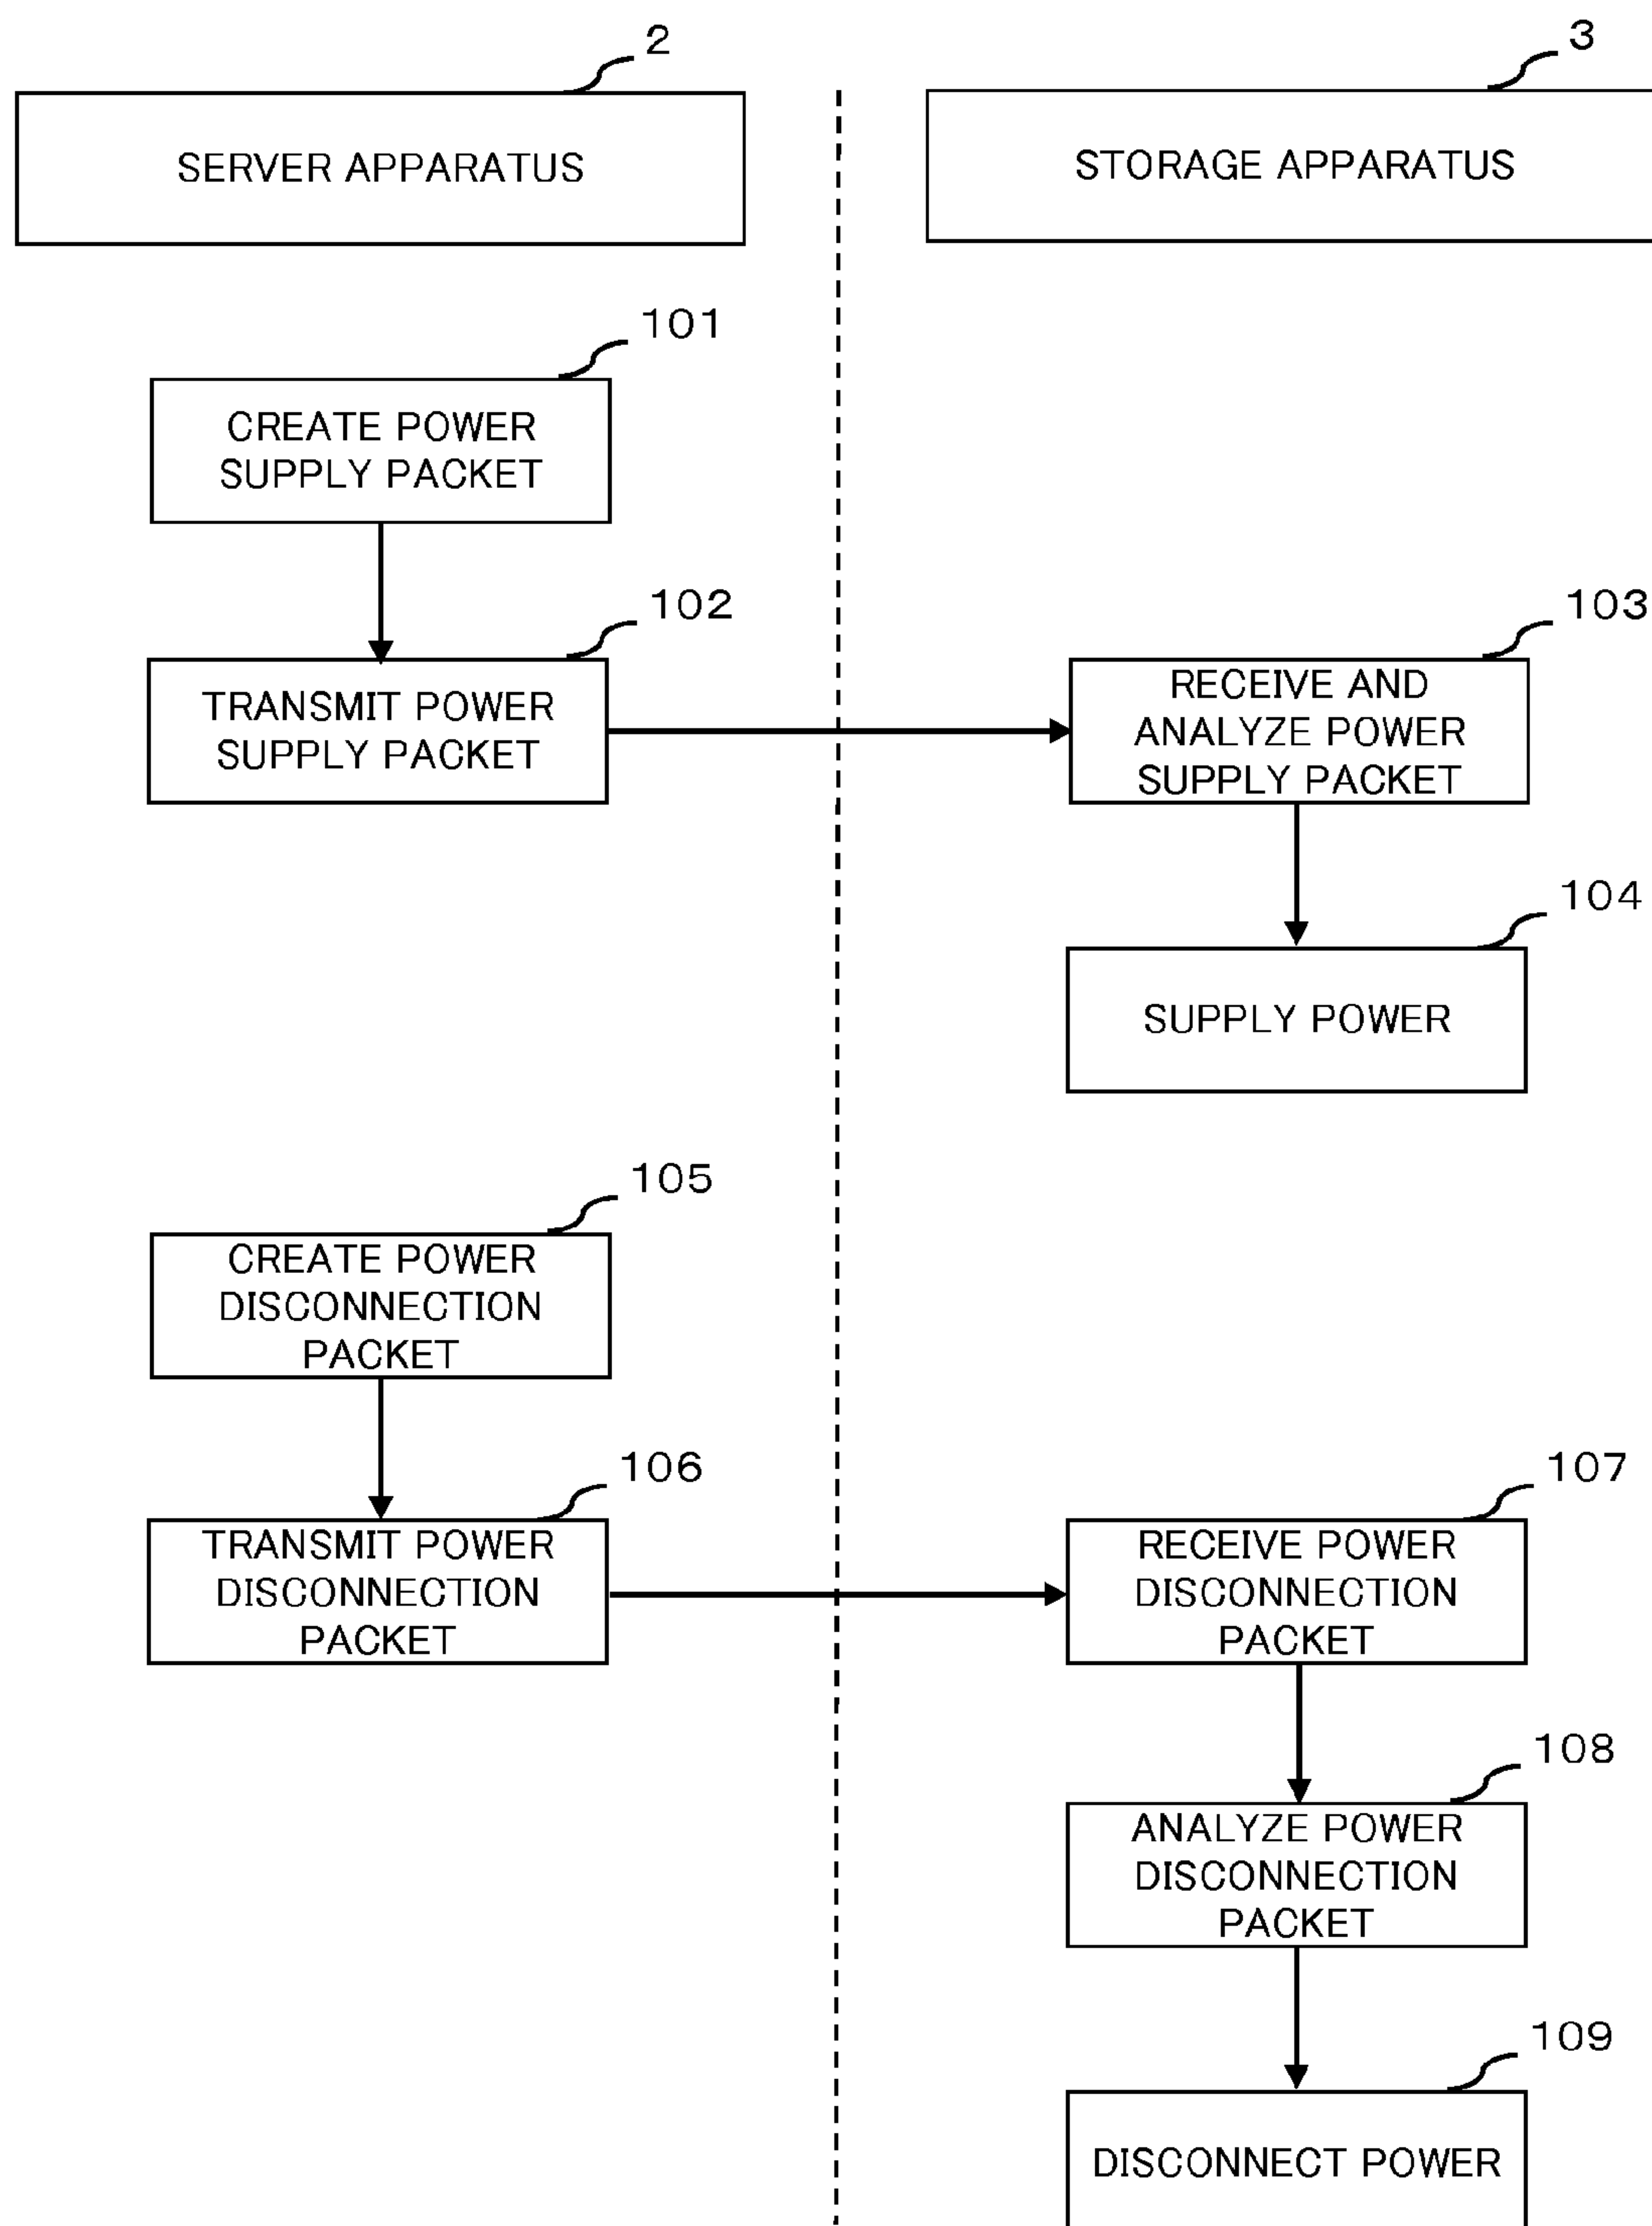 2
3
SERVER APPARATUS
STORAGE APPARATUS
101
CREATE POWER
SUPPLY PACKET
102
TRANSMIT POWER
SUPPLY PACKET
103
RECEIVE AND
ANALYZE POWER
SUPPLY PACKET
104
SUPPLY POWER
105
CREATE POWER
DISCONNECTION
PACKET
106
TRANSMIT POWER
DISCONNECTION
PACKET
107
RECEIVE POWER
DISCONNECTION
PACKET
108
ANALYZE POWER
DISCONNECTION
PACKET
109
DISCONNECT POWER